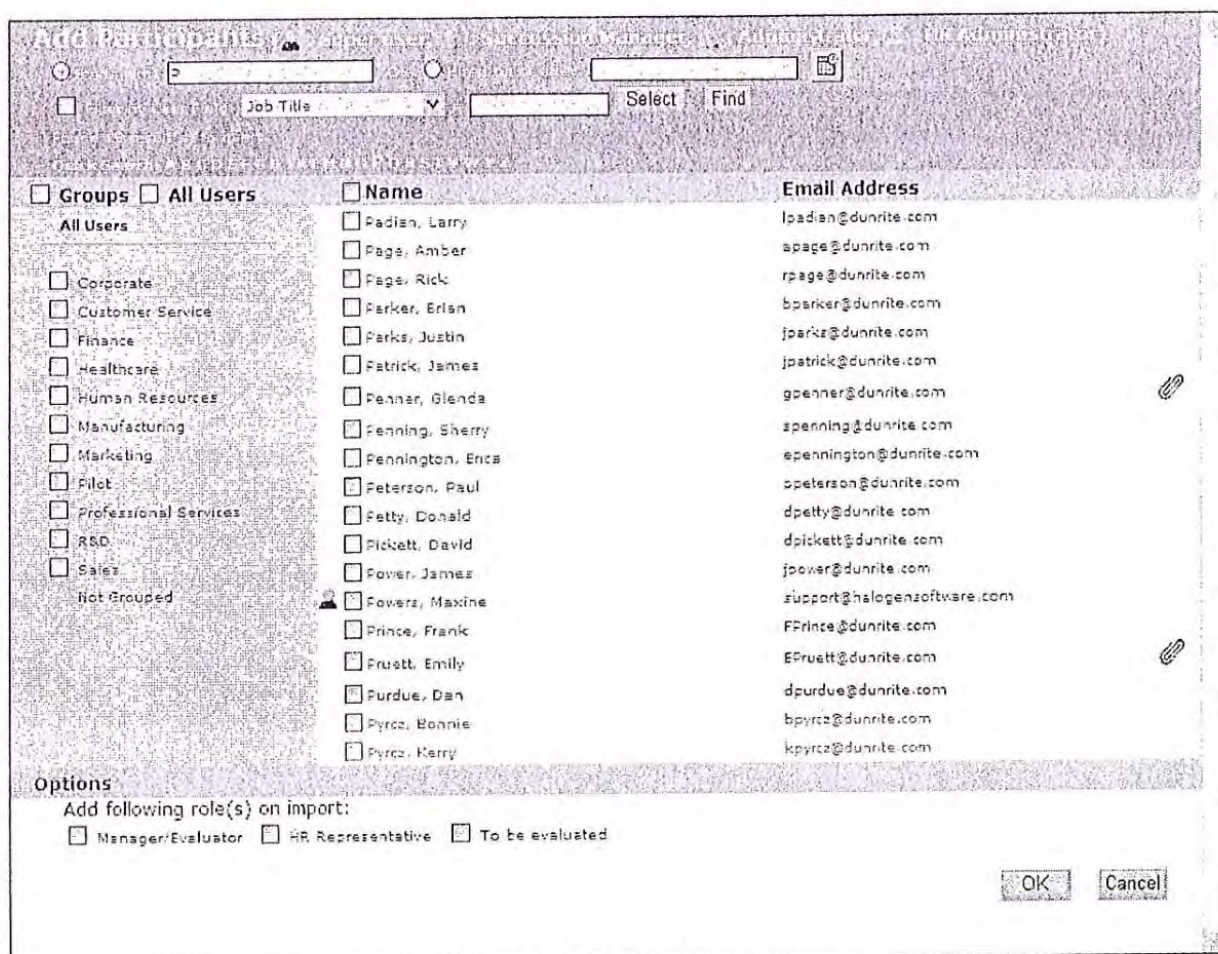 Add Participants Superuser Succession Manager Administrator HR Administrator
P
Job Title Select Find
Groups All Users Name Email Address
All Users
Corporate
Customer Service
Finance
Healthcare
Human Resources
Manufacturing
Marketing
Pilot
Professional Services
R&D
Sales
Not Grouped
Padian, Larry lpadian@dunrite.com
Page, Amber apage@dunrite.com
Page, Rick rpage@dunrite.com
Parker, Brian bparker@dunrite.com
Parks, Justin jparks@dunrite.com
Patrick, James jpatrick@dunrite.com
Penner, Glenda gpenner@dunrite.com
Penning, Sherry spenning@dunrite.com
Pennington, Erica epennington@dunrite.com
Peterson, Paul ppeterson@dunrite.com
Petty, Donald dpetty@dunrite.com
Pickett, David dpickett@dunrite.com
Power, James jpower@dunrite.com
Powers, Maxine support@halogensoftware.com
Prince, Frank FPrince@dunrite.com
Pruett, Emily EPruett@dunrite.com
Purdue, Dan dpurdue@dunrite.com
Pyrcz, Bonnie bpyrcz@dunrite.com
Pyrcz, Kerry kpyrcz@dunrite.com
Options
Add following role(s) on import:
Manager/Evaluator HR Representative To be evaluated
OK Cancel